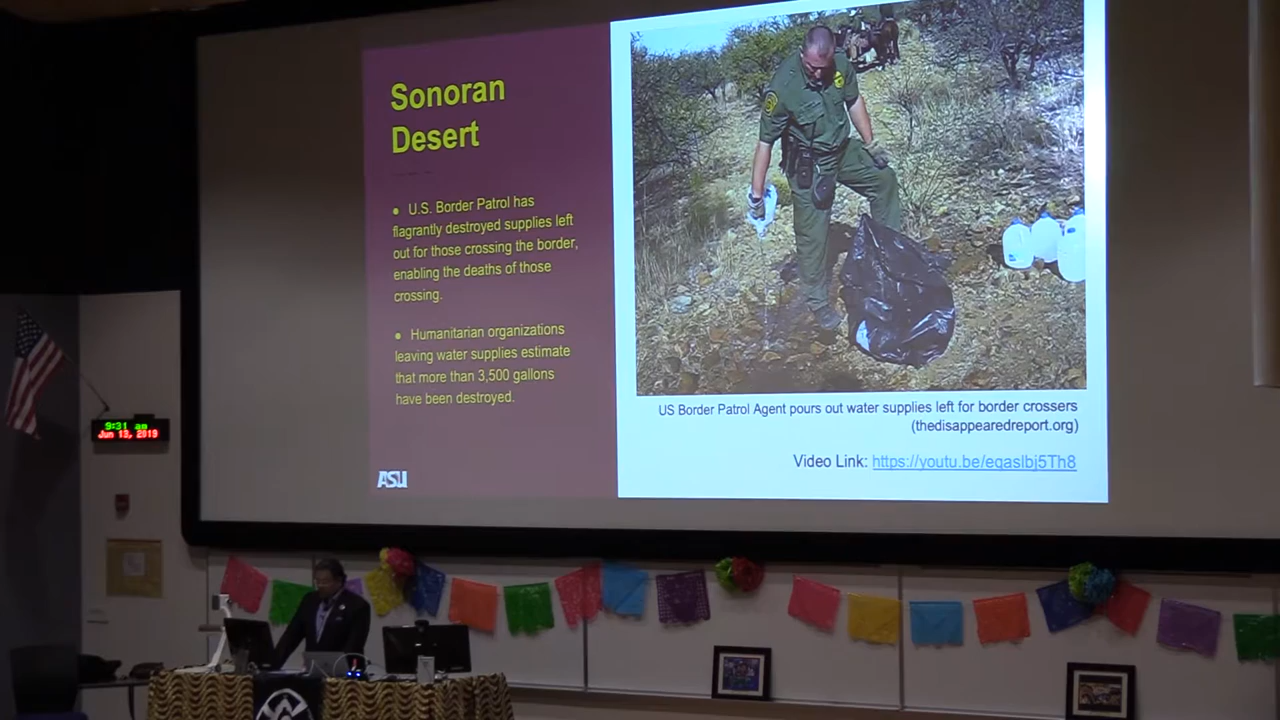 Sonoran
Desert
● U.S. Border Patrol has
flagrantly destroyed supplies left
out for those crossing the border,
enabling the deaths of those
crossing.
● Humanitarian organizations
leaving water supplies estimate
that more than 3,500 gallons
have been destroyed.
ASU
US Border Patrol Agent pours out water supplies left for border crossers
(thedisappearedreport.org)
Video Link: https://youtu.be/eqaslbj5Th8
9:31 am
Jun 13, 2019